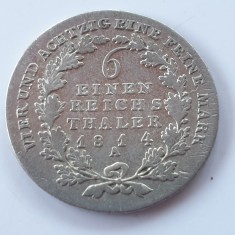 VIER UND ACHTZIG EINE FEINE MARK
6
EINEN
REICHS
THALER
1814
A